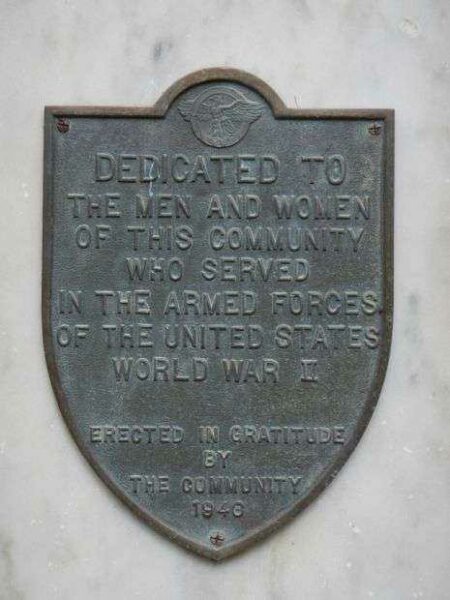 DEDICATED TO
THE MEN AND WOMEN
OF THIS COMMUNITY
WHO SERVED
IN THE ARMED FORCES
OF THE UNITED STATES
WORLD WAR II
ERECTED IN GRATITUDE
BY
THE COMMUNITY
1946